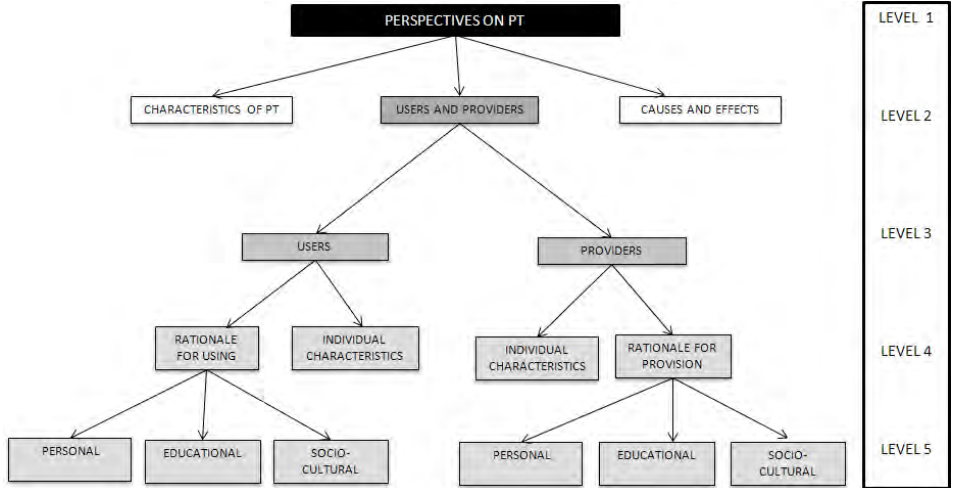 PERSPECTIVES ON PT
LEVEL 1
CHARACTERISTICS OF PT
USERS AND PROVIDERS
CAUSES AND EFFECTS
LEVEL 2
USERS
PROVIDERS
LEVEL 3
RATIONALE
FOR USING
INDIVIDUAL
CHARACTERISTICS
INDIVIDUAL
CHARACTERISTICS
RATIONALE FOR
PROVISION
LEVEL 4
PERSONAL
EDUCATIONAL
SOCIO-
CULTURAL
PERSONAL
EDUCATIONAL
SOCIO-
CULTURAL
LEVEL 5